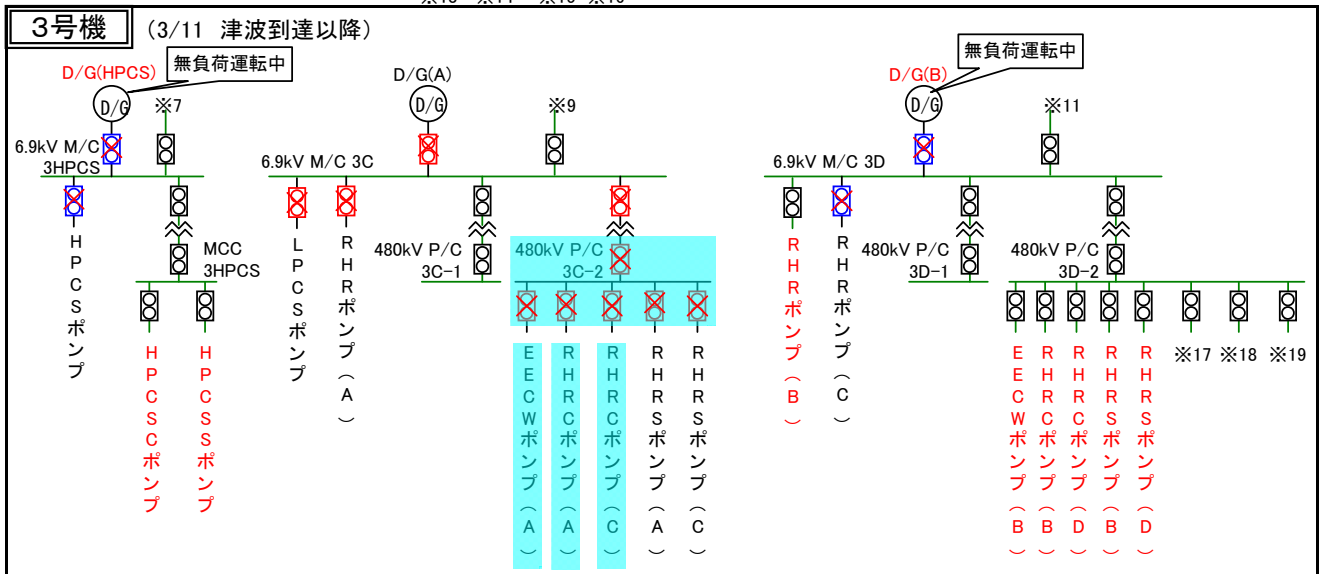 3号機 (3/11 津波到達以降)
D/G(HPCS)
無負荷運転中
D/G
※7
6.9kV M/C
3HPCS
HPCSポンプ
MCC
3HPCS
HPCSCポンプ
HPCSSポンプ
D/G(A)
D/G
※9
6.9kV M/C 3C
LPCSポンプ
RHRポンプ(A)
480kV P/C
3C-1
480kV P/C
3C-2
EECWポンプ(A)
RHRCポンプ(A)
RHRCポンプ(C)
RHRSポンプ(A)
RHRSポンプ(C)
D/G(B)
無負荷運転中
D/G
※11
6.9kV M/C 3D
RHRポンプ(B)
RHRポンプ(C)
480kV P/C
3D-1
480kV P/C
3D-2
EECWポンプ(B)
RHRCポンプ(B)
RHRCポンプ(D)
RHRSポンプ(B)
RHRSポンプ(D)
※17
※18
※19